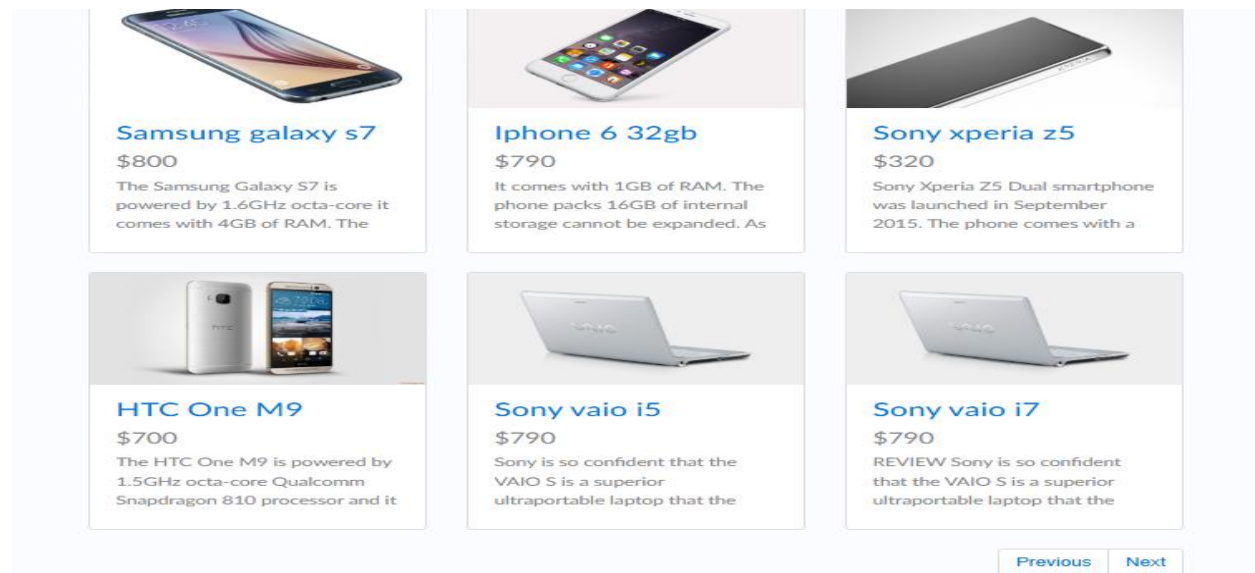 Samsung galaxy s7
$800
The Samsung Galaxy S7 is
powered by 1.6GHz octa-core it
comes with 4GB of RAM. The
Iphone 6 32gb
$790
It comes with 1GB of RAM. The
phone packs 16GB of internal
storage cannot be expanded. As
XPERIA
Sony xperia z5
$320
Sony Xperia Z5 Dual smartphone
was launched in September
2015. The phone comes with a
hTC
HTC One M9
$700
The HTC One M9 is powered by
1.5GHz octa-core Qualcomm
Snapdragon 810 processor and it
VAIO
Sony vaio i5
$790
Sony is so confident that the
VAIO S is a superior
ultraportable laptop that the
VAIO
Sony vaio i7
$790
REVIEW Sony is so confident
that the VAIO S is a superior
ultraportable laptop that the
Previous Next